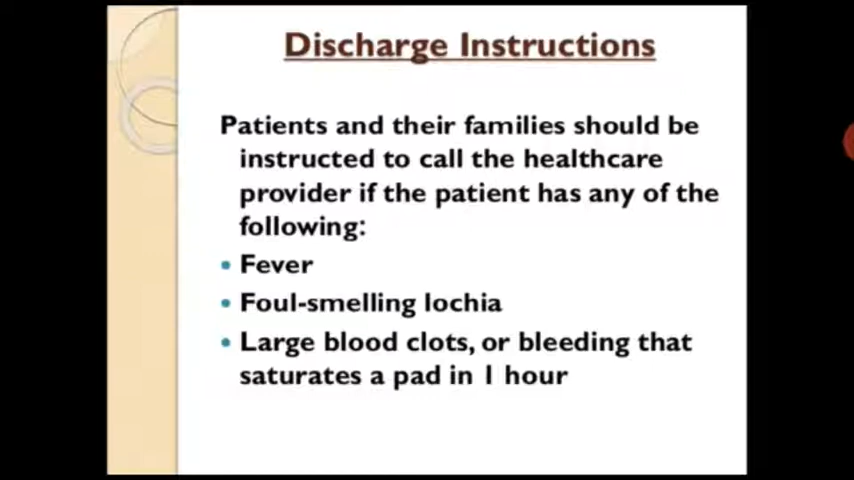 Discharge Instructions
Patients and their families should be
instructed to call the healthcare
provider if the patient has any of the
following:
• Fever
• Foul-smelling lochia
• Large blood clots, or bleeding that
saturates a pad in 1 hour